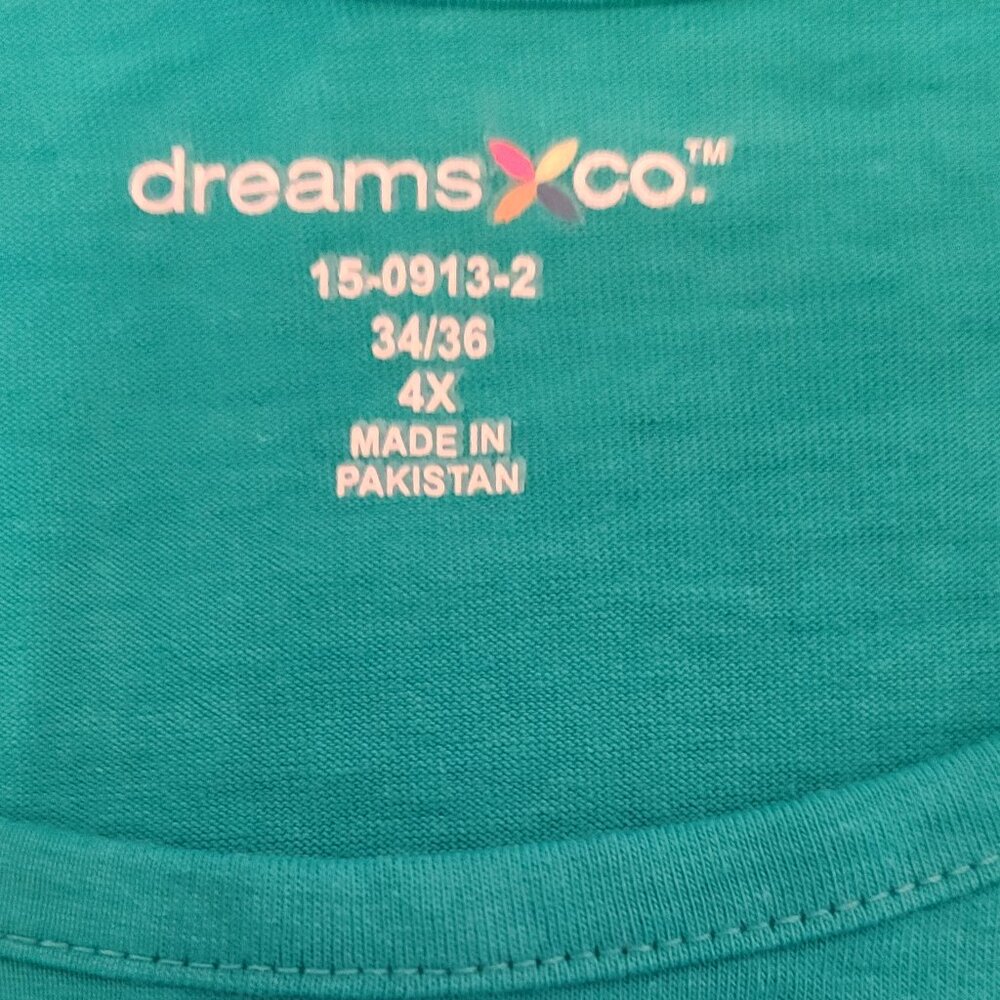 dreams co.™
15-0913-2
34/36
4X
MADE IN
PAKISTAN